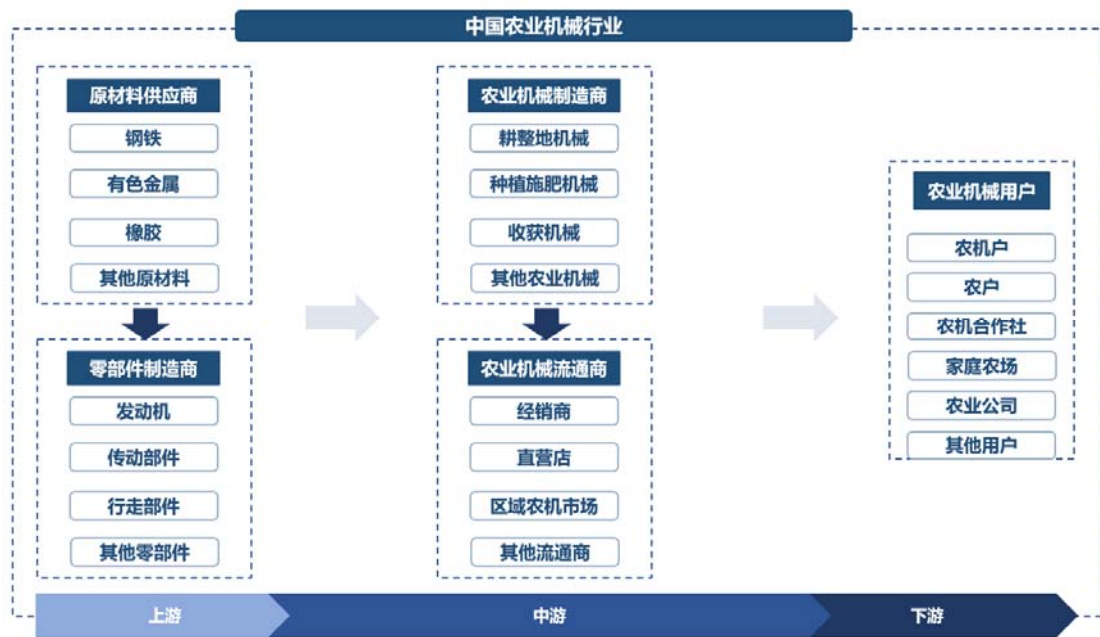 中国农业机械行业
原材料供应商
钢铁
有色金属
橡胶
其他原材料
零部件制造商
发动机
传动部件
行走部件
其他零部件
农业机械制造商
耕整地机械
种植施肥机械
收获机械
其他农业机械
农业机械流通商
经销商
直营店
区域农机市场
其他流通商
农业机械用户
农机户
农户
农机合作社
家庭农场
农业公司
其他用户
上游
中游
下游